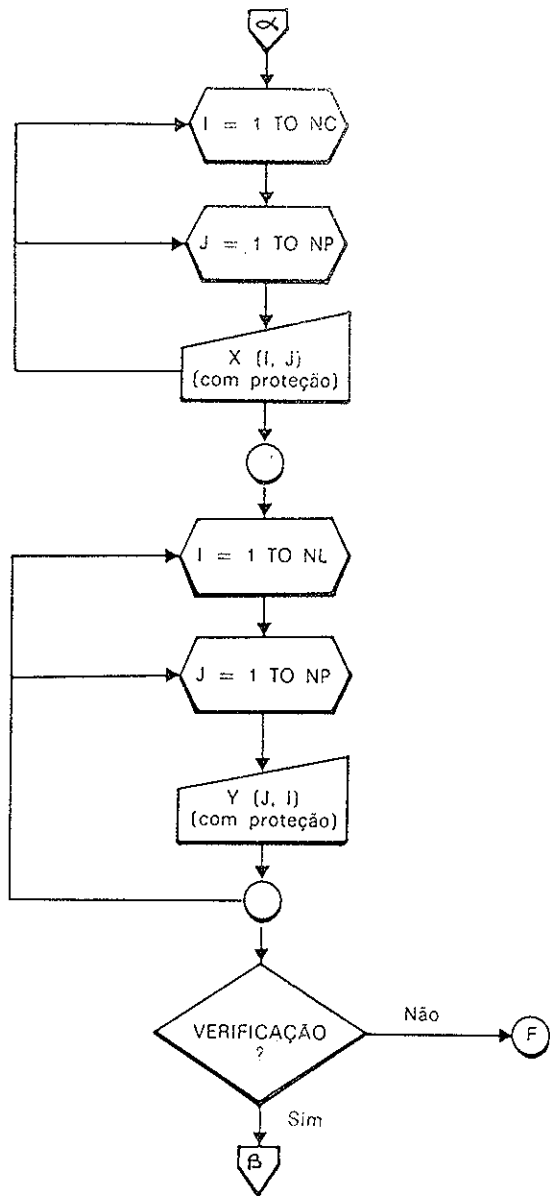 α
I = 1 TO NC
J = 1 TO NP
X (I, J)
(com proteção)
I = 1 TO NL
J = 1 TO NP
Y (J, I)
(com proteção)
VERIFICAÇÃO
?
Não
F
Sim
β